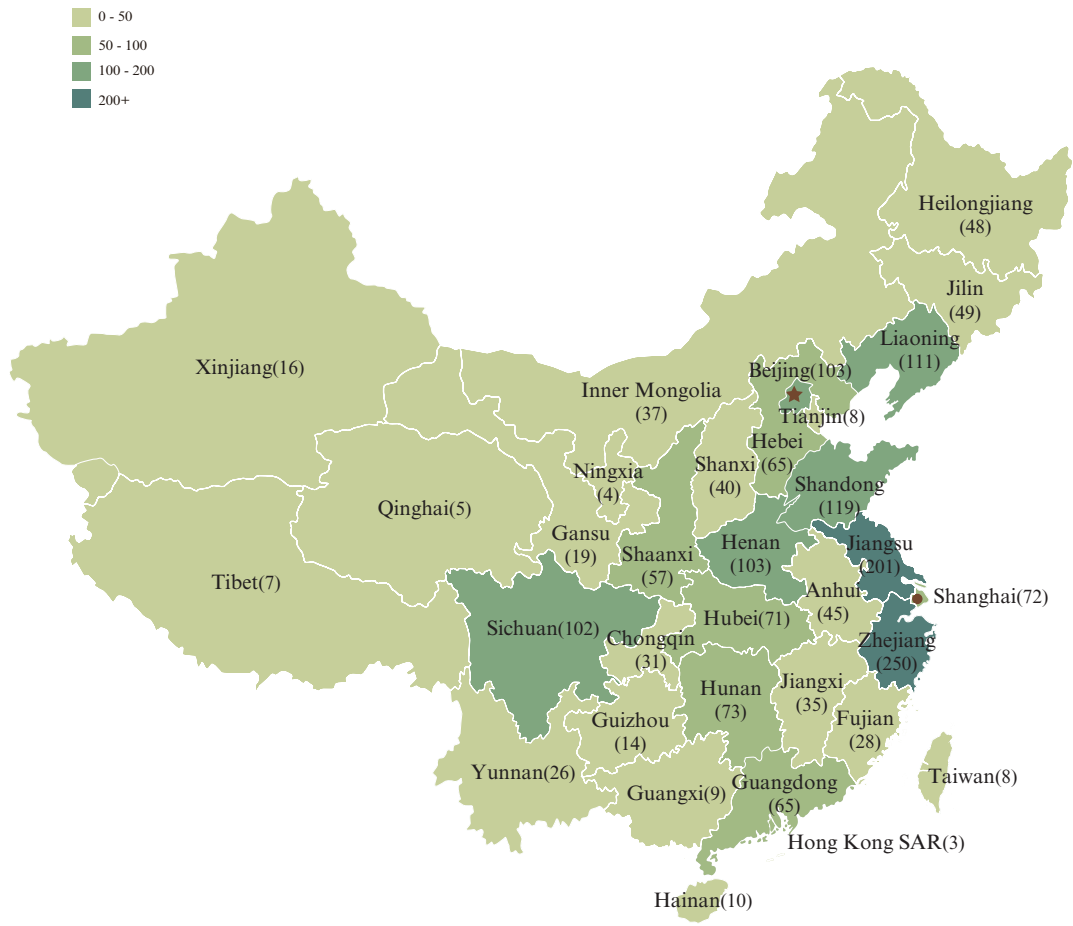 0 - 50
50 - 100
100 - 200
200+
Heilongjiang
(48)
Jilin
(49)
Liaoning
(111)
Xinjiang(16)
Beijing(103)
Inner Mongolia
(37)
Tianjin(8)
Hebei
(65)
Ningxia
(4)
Shanxi
(40)
Shandong
(119)
Qinghai(5)
Gansu
(19)
Shaanxi
(57)
Henan
(103)
Jiangsu
(201)
Tibet(7)
Anhui
(45)
Shanghai(72)
Sichuan(102)
Chongqin
(31)
Hubei(71)
Zhejiang
(250)
Hunan
(73)
Jiangxi
(35)
Guizhou
(14)
Fujian
(28)
Yunnan(26)
Guangxi(9)
Guangdong
(65)
Taiwan(8)
Hong Kong SAR(3)
Hainan(10)